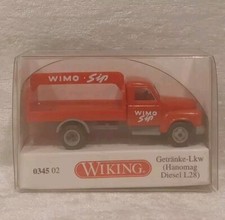 WIMO - Sip
WIMO
Sip
0345 02
WIKING
Getränke-Lkw
(Hanomag
Diesel L28)